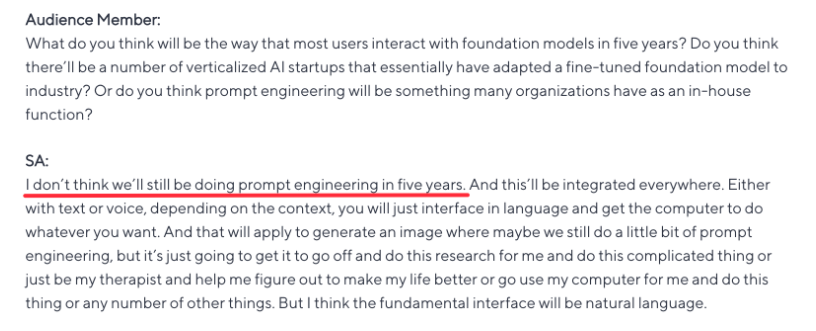 Audience Member:
What do you think will be the way that most users interact with foundation models in five years? Do you think
there'll be a number of verticalized AI startups that essentially have adapted a fine-tuned foundation model to
industry? Or do you think prompt engineering will be something many organizations have as an in-house
function?
SA:
I don't think we'll still be doing prompt engineering in five years. And this'll be integrated everywhere. Either
with text or voice, depending on the context, you will just interface in language and get the computer to do
whatever you want. And that will apply to generate an image where maybe we still do a little bit of prompt
engineering, but it's just going to get it to go off and do this research for me and do this complicated thing or
just be my therapist and help me figure out to make my life better or go use my computer for me and do this
thing or any number of other things. But I think the fundamental interface will be natural language.